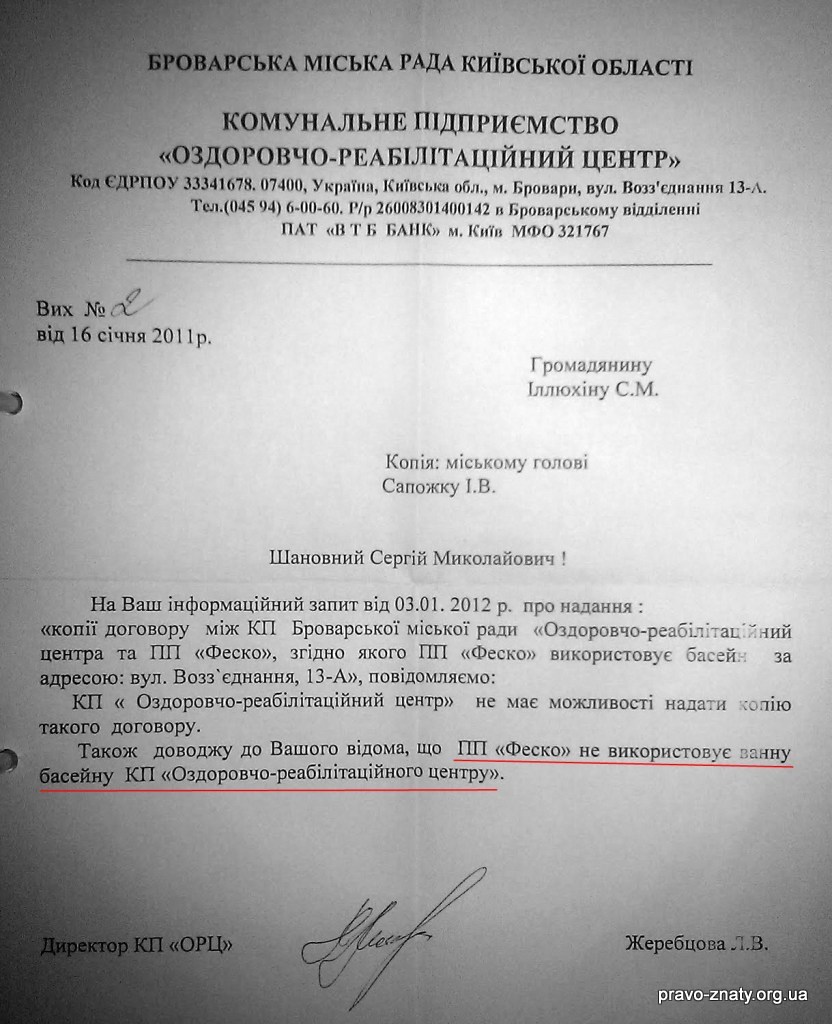 БРОВАРСЬКА МІСЬКА РАДА КИЇВСЬКОЇ ОБЛАСТІ
КОМУНАЛЬНЕ ПІДПРИЄМСТВО
«ОЗДОРОВЧО-РЕАБІЛІТАЦІЙНИЙ ЦЕНТР»
Код ЄДРПОУ 33341678. 07400, Україна, Київська обл., м. Бровари, вул. Возз'єднання 13-А.
Тел.(045 94) 6-00-60. Р/р 26008301400142 в Броварському відділенні
ПАТ «В Т Б БАНК» м. Київ МФО 321767
Вих № 2
від 16 січня 2011р.
Громадянину
Іллюхіну С.М.
Копія: міському голові
Сапожку І.В.
Шановний Сергій Миколайович !
На Ваш інформаційний запит від 03.01. 2012 р. про надання :
«копії договору між КП Броварської міської ради «Оздоровчо-реабілітаційний
центра та ПП «Феско», згідно якого ПП «Феско» використовує басейн за
адресою: вул. Возз`єднання, 13-А», повідомляємо:
КП « Оздоровчо-реабілітаційний центр» не має можливості надати копію
такого договору.
Також доводжу до Вашого відома, що ПП «Феско» не використовує ванну
басейну КП «Оздоровчо-реабілітаційного центру».
Директор КП «ОРЦ» Жеребцова Л.В.
pravo-znaty.org.ua